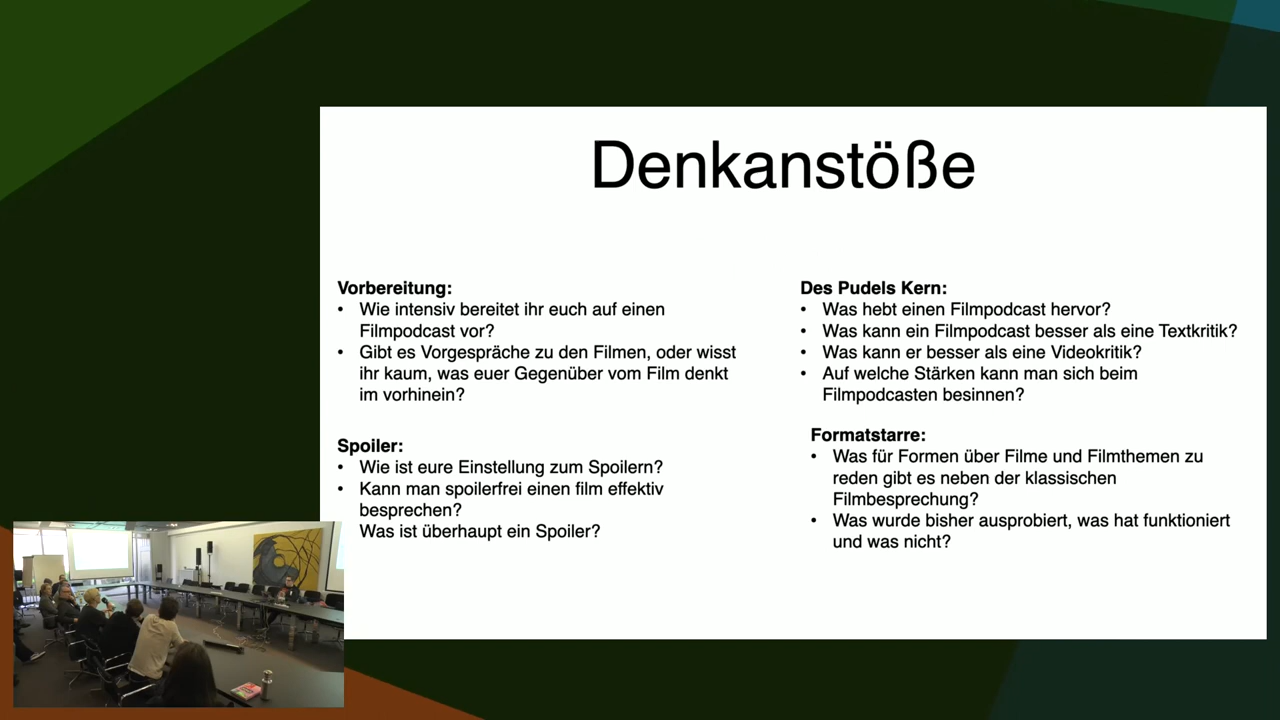 Denkanstöße
Vorbereitung:
• Wie intensiv bereitet ihr euch auf einen
Filmpodcast vor?
• Gibt es Vorgespräche zu den Filmen, oder wisst
ihr kaum, was euer Gegenüber vom Film denkt
im vorhinein?
Spoiler:
• Wie ist eure Einstellung zum Spoilern?
• Kann man spoilerfrei einen film effektiv
besprechen?
Was ist überhaupt ein Spoiler?
Des Pudels Kern:
• Was hebt einen Filmpodcast hervor?
• Was kann ein Filmpodcast besser als eine Textkritik?
• Was kann er besser als eine Videokritik?
• Auf welche Stärken kann man sich beim
Filmpodcasten besinnen?
Formatstarre:
• Was für Formen über Filme und Filmthemen zu
reden gibt es neben der klassischen
Filmbesprechung?
• Was wurde bisher ausprobiert, was hat funktioniert
und was nicht?